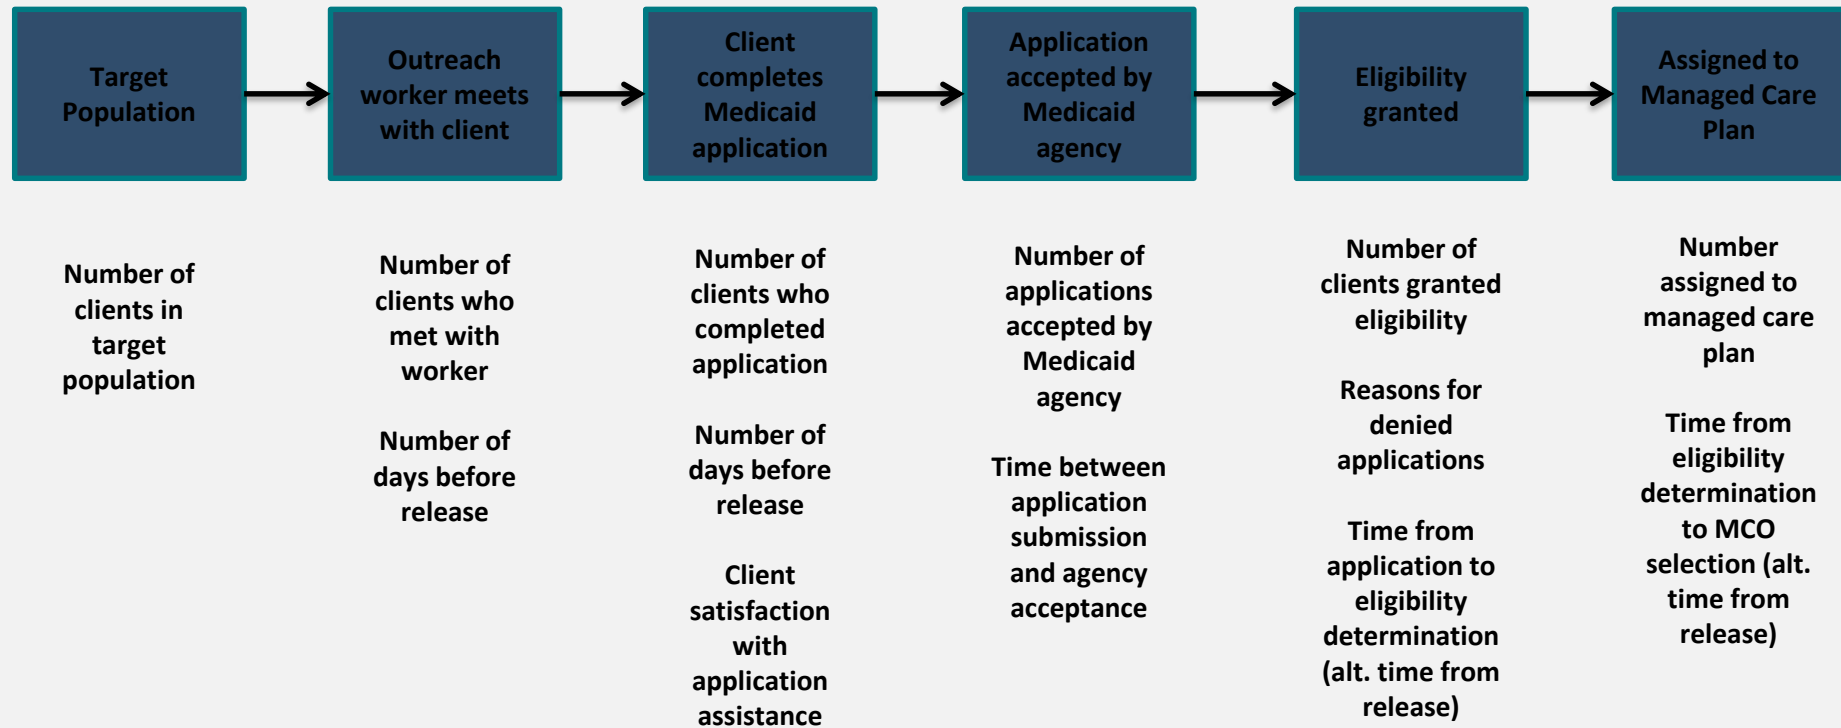 Target
Population
Outreach
worker meets
with client
Client
completes
Medicaid
application
Application
accepted by
Medicaid
agency
Eligibility
granted
Assigned to
Managed Care
Plan
Number of
clients in
target
population
Number of
clients who
met with
worker
Number of
days before
release
Number of
clients who
completed
application
Number of
days before
release
Client
satisfaction
with
application
assistance
Number of
applications
accepted by
Medicaid
agency
Time between
application
submission
and agency
acceptance
Number of
clients granted
eligibility
Reasons for
denied
applications
Time from
application to
eligibility
determination
(alt. time from
release)
Number
assigned to
managed care
plan
Time from
eligibility
determination
to MCO
selection (alt.
time from
release)